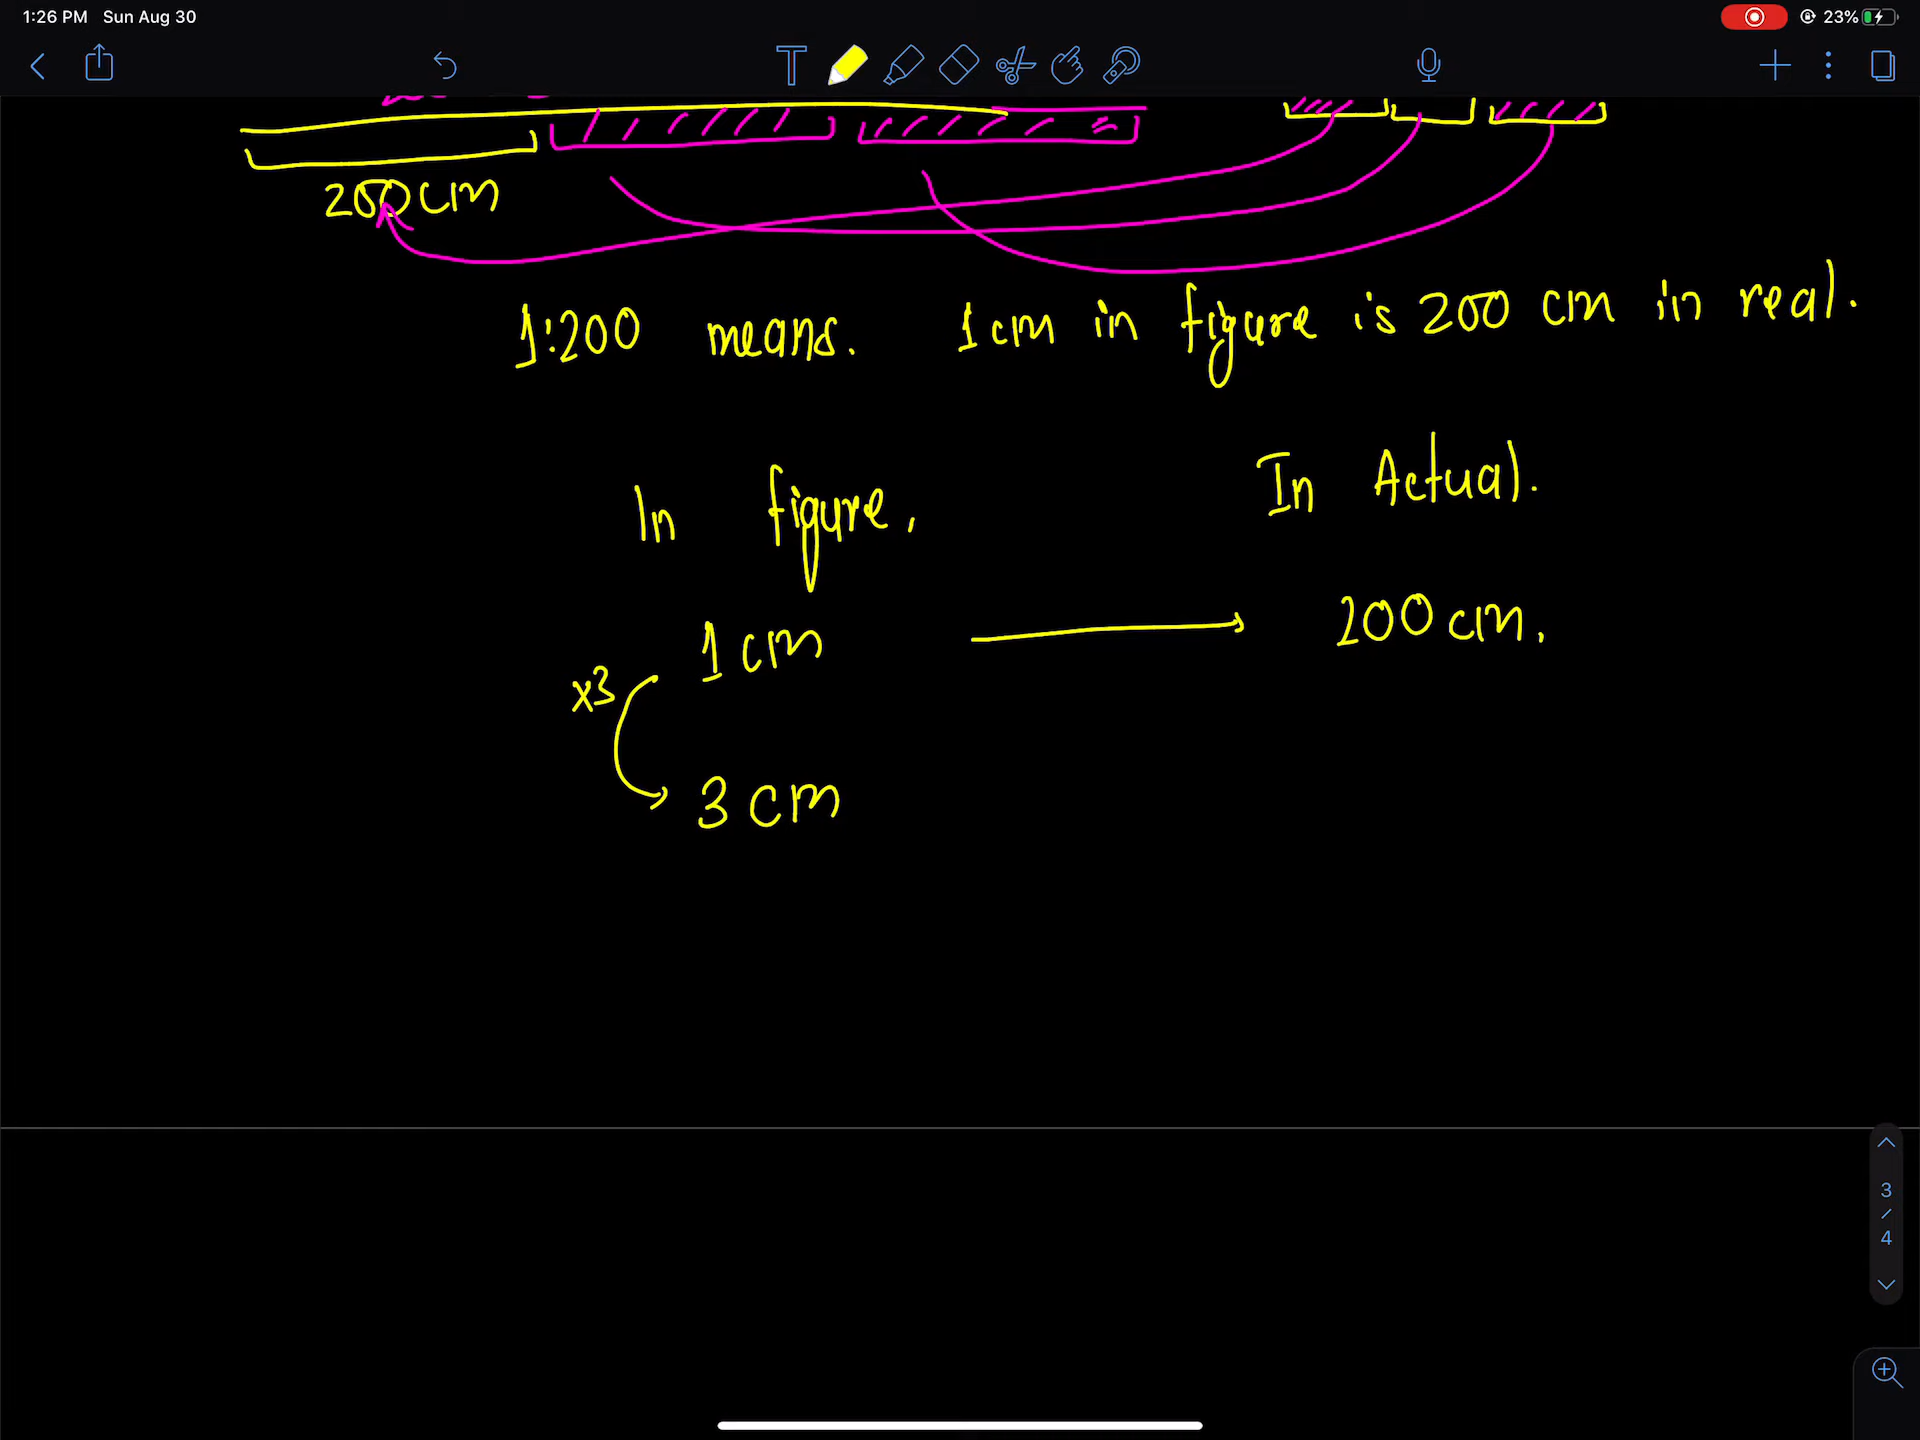 1:26 PM Sun Aug 30
23%
200 cm
1:200 means. 1 cm in figure is 200 cm in real.
In figure, In Actual.
1 cm 200 cm.
x3
3 cm
3
/
4